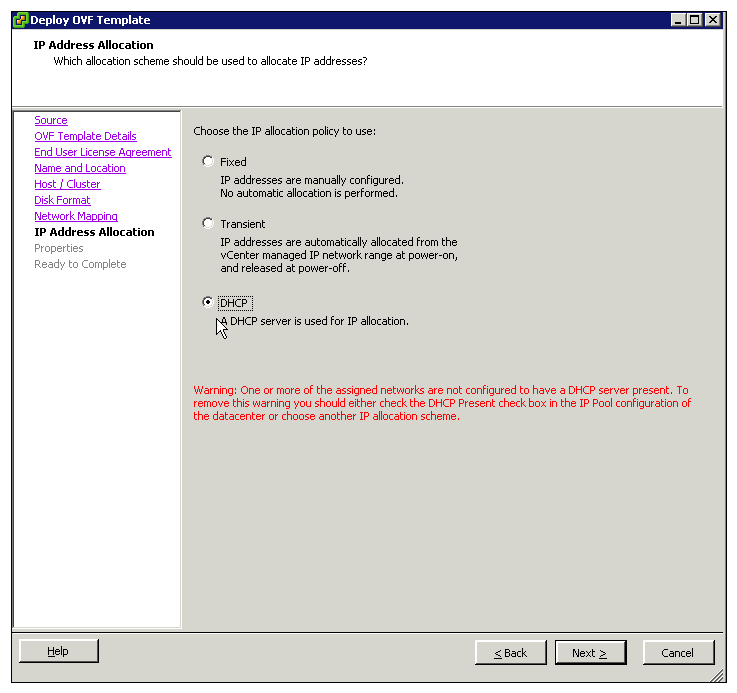 Deploy OVF Template
IP Address Allocation
Which allocation scheme should be used to allocate IP addresses?
Source
OVF Template Details
End User License Agreement
Name and Location
Host / Cluster
Disk Format
Network Mapping
IP Address Allocation
Properties
Ready to Complete
Choose the IP allocation policy to use:
Fixed
IP addresses are manually configured.
No automatic allocation is performed.
Transient
IP addresses are automatically allocated from the
vCenter managed IP network range at power-on,
and released at power-off.
DHCP
A DHCP server is used for IP allocation.
Warning: One or more of the assigned networks are not configured to have a DHCP server present. To
remove this warning you should either check the DHCP Present check box in the IP Pool configuration of
the datacenter or choose another IP allocation scheme.
Help
< Back
Next >
Cancel